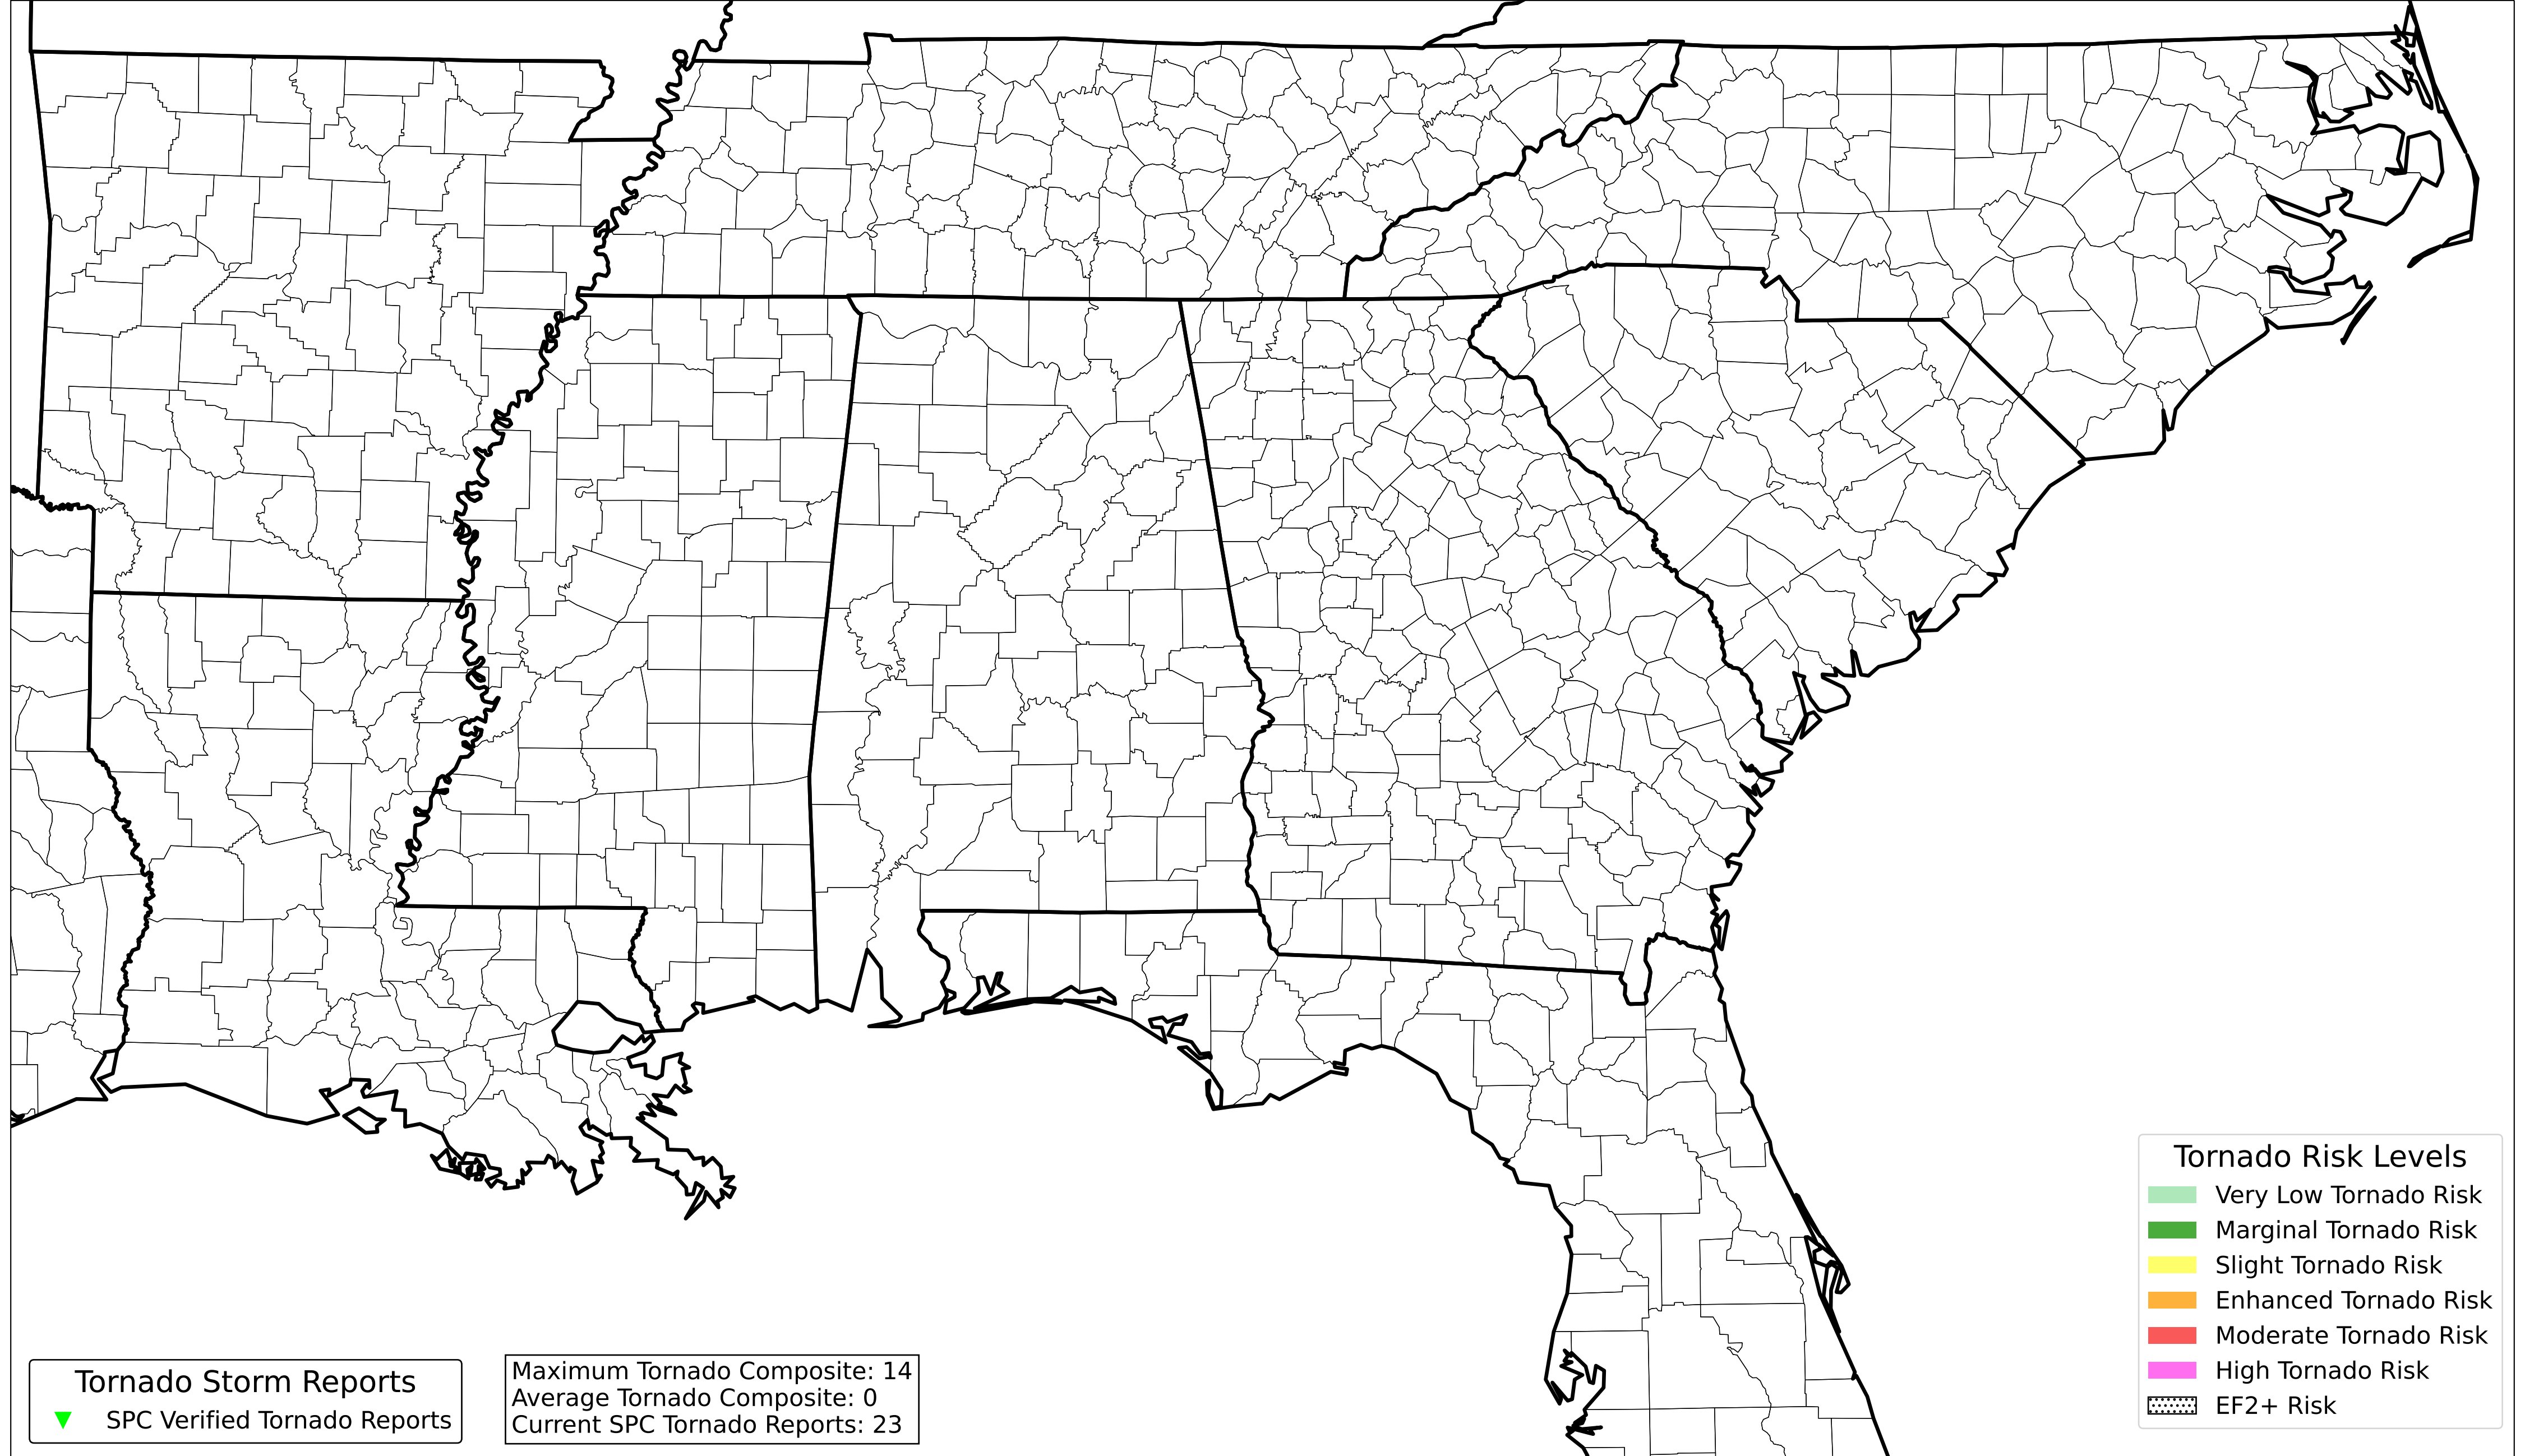 Tornado Storm Reports
SPC Verified Tornado Reports
Maximum Tornado Composite: 14
Average Tornado Composite: 0
Current SPC Tornado Reports: 23
Tornado Risk Levels
Very Low Tornado Risk
Marginal Tornado Risk
Slight Tornado Risk
Enhanced Tornado Risk
Moderate Tornado Risk
High Tornado Risk
EF2+ Risk